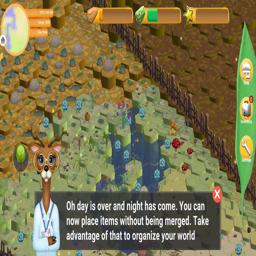 Oh day is over and night has come. You can
now place items without being merged. Take
advantage of that to organize your world